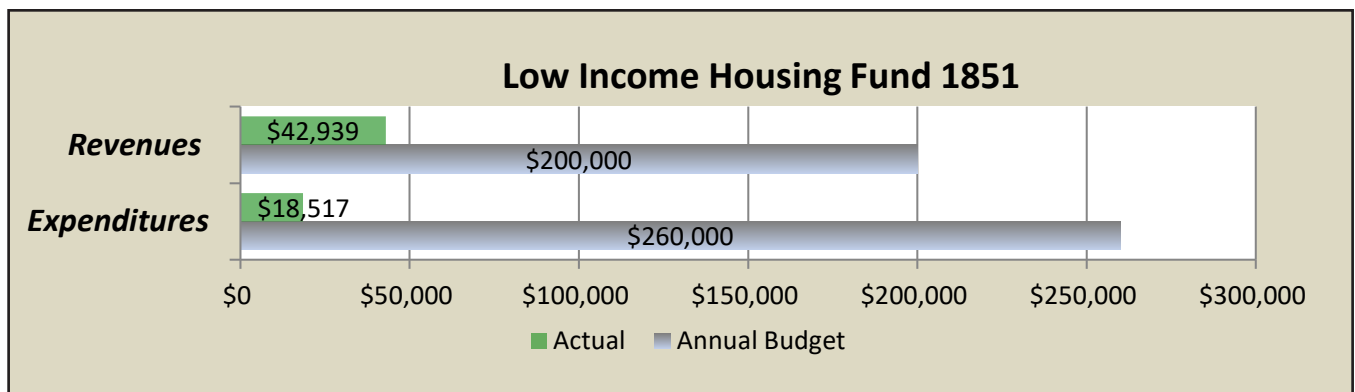 Low Income Housing Fund 1851
Revenues
$42,939
$200,000
Expenditures
$18,517
$260,000
$0 $50,000 $100,000 $150,000 $200,000 $250,000 $300,000
Actual Annual Budget